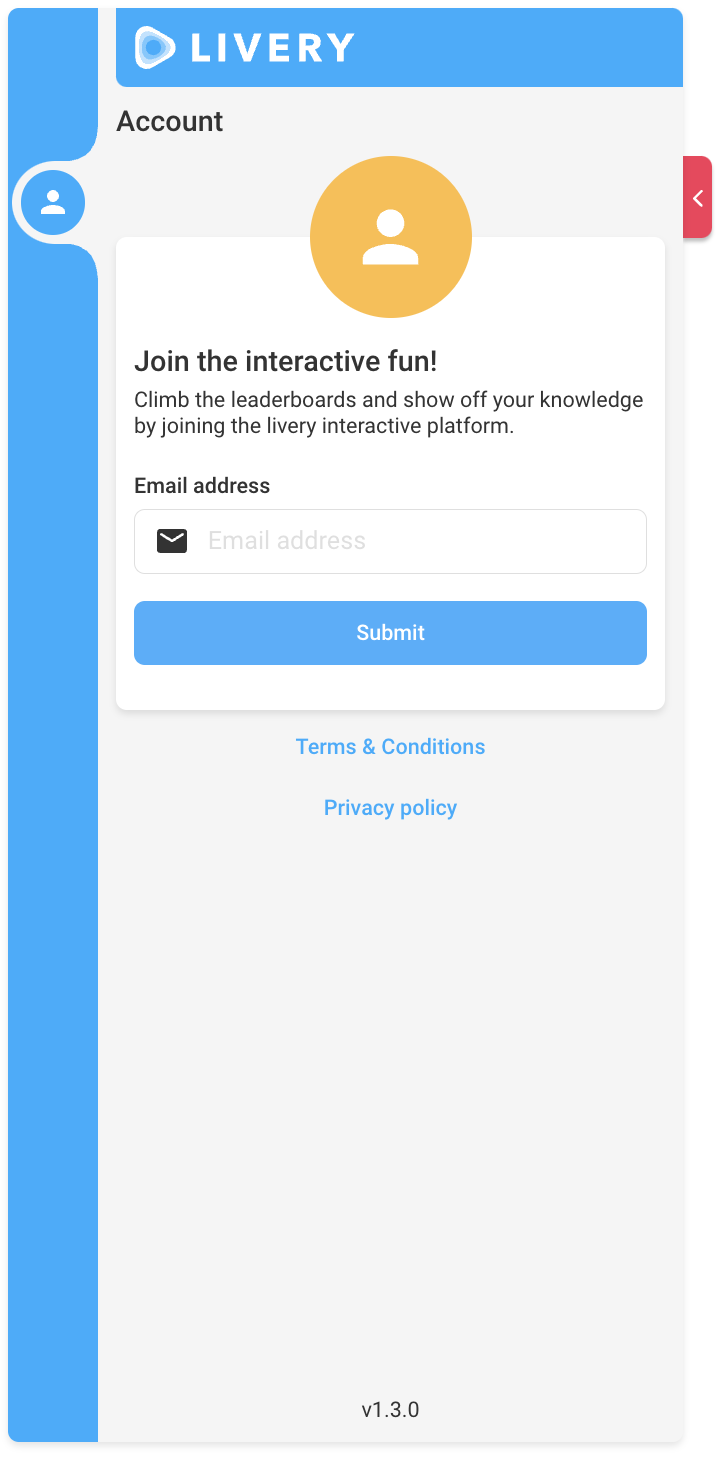 LIVERY
Account
Join the interactive fun!
Climb the leaderboards and show off your knowledge
by joining the livery interactive platform.
Email address
Email address
Submit
Terms & Conditions
Privacy policy
v1.3.0